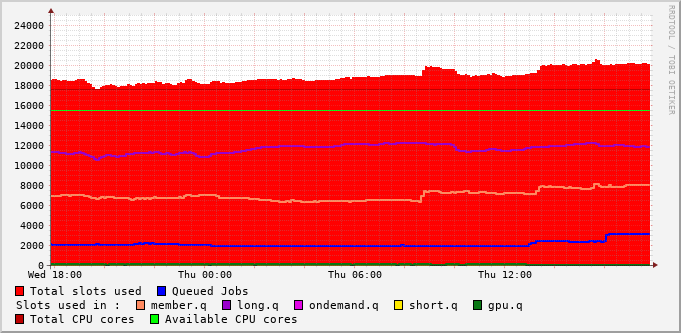 24000
22000
20000
18000
16000
14000
12000
10000
8000
6000
4000
2000
0
Wed 18:00 Thu 00:00 Thu 06:00 Thu 12:00
Total slots used Queued Jobs
Slots used in : member.q long.q ondemand.q short.q gpu.q
Total CPU cores Available CPU cores
RRDTOOL / TOBI OETIKER